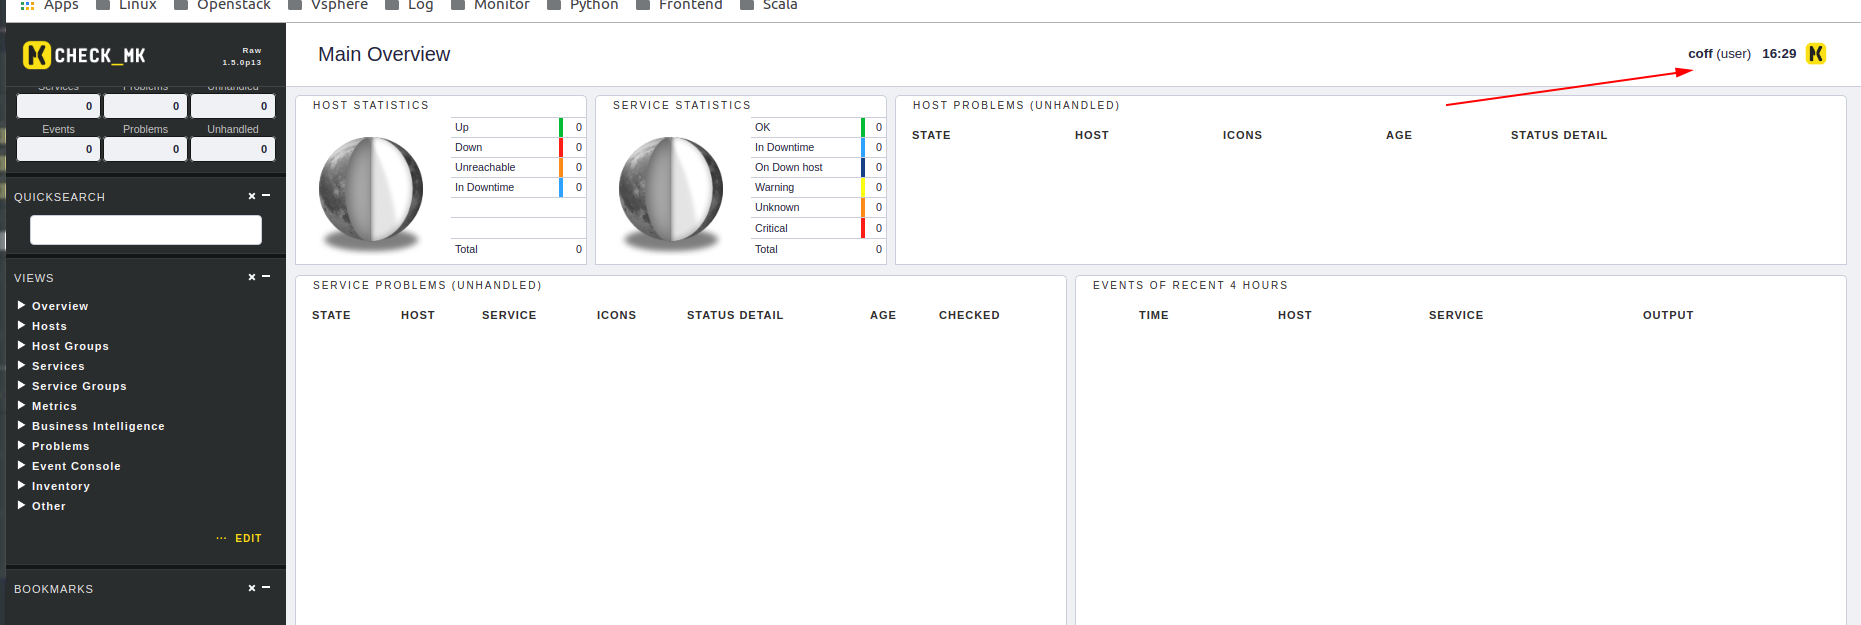 Apps Linux Openstack Vsphere Log Monitor Python Frontend Scala
CHECK_MK
Raw
1.5.0p13
Main Overview
coff (user) 16:29
Services Problems Unhandled
0 0 0
Events Problems Unhandled
0 0 0
QUICKSEARCH
VIEWS
Overview
Hosts
Host Groups
Services
Service Groups
Metrics
Business Intelligence
Problems
Event Console
Inventory
Other
... EDIT
BOOKMARKS
HOST STATISTICS
Up 0
Down 0
Unreachable 0
In Downtime 0
Total 0
SERVICE STATISTICS
OK 0
In Downtime 0
On Down host 0
Warning 0
Unknown 0
Critical 0
Total 0
HOST PROBLEMS (UNHANDLED)
STATE HOST ICONS AGE STATUS DETAIL
SERVICE PROBLEMS (UNHANDLED)
STATE HOST SERVICE ICONS STATUS DETAIL AGE CHECKED
EVENTS OF RECENT 4 HOURS
TIME HOST SERVICE OUTPUT